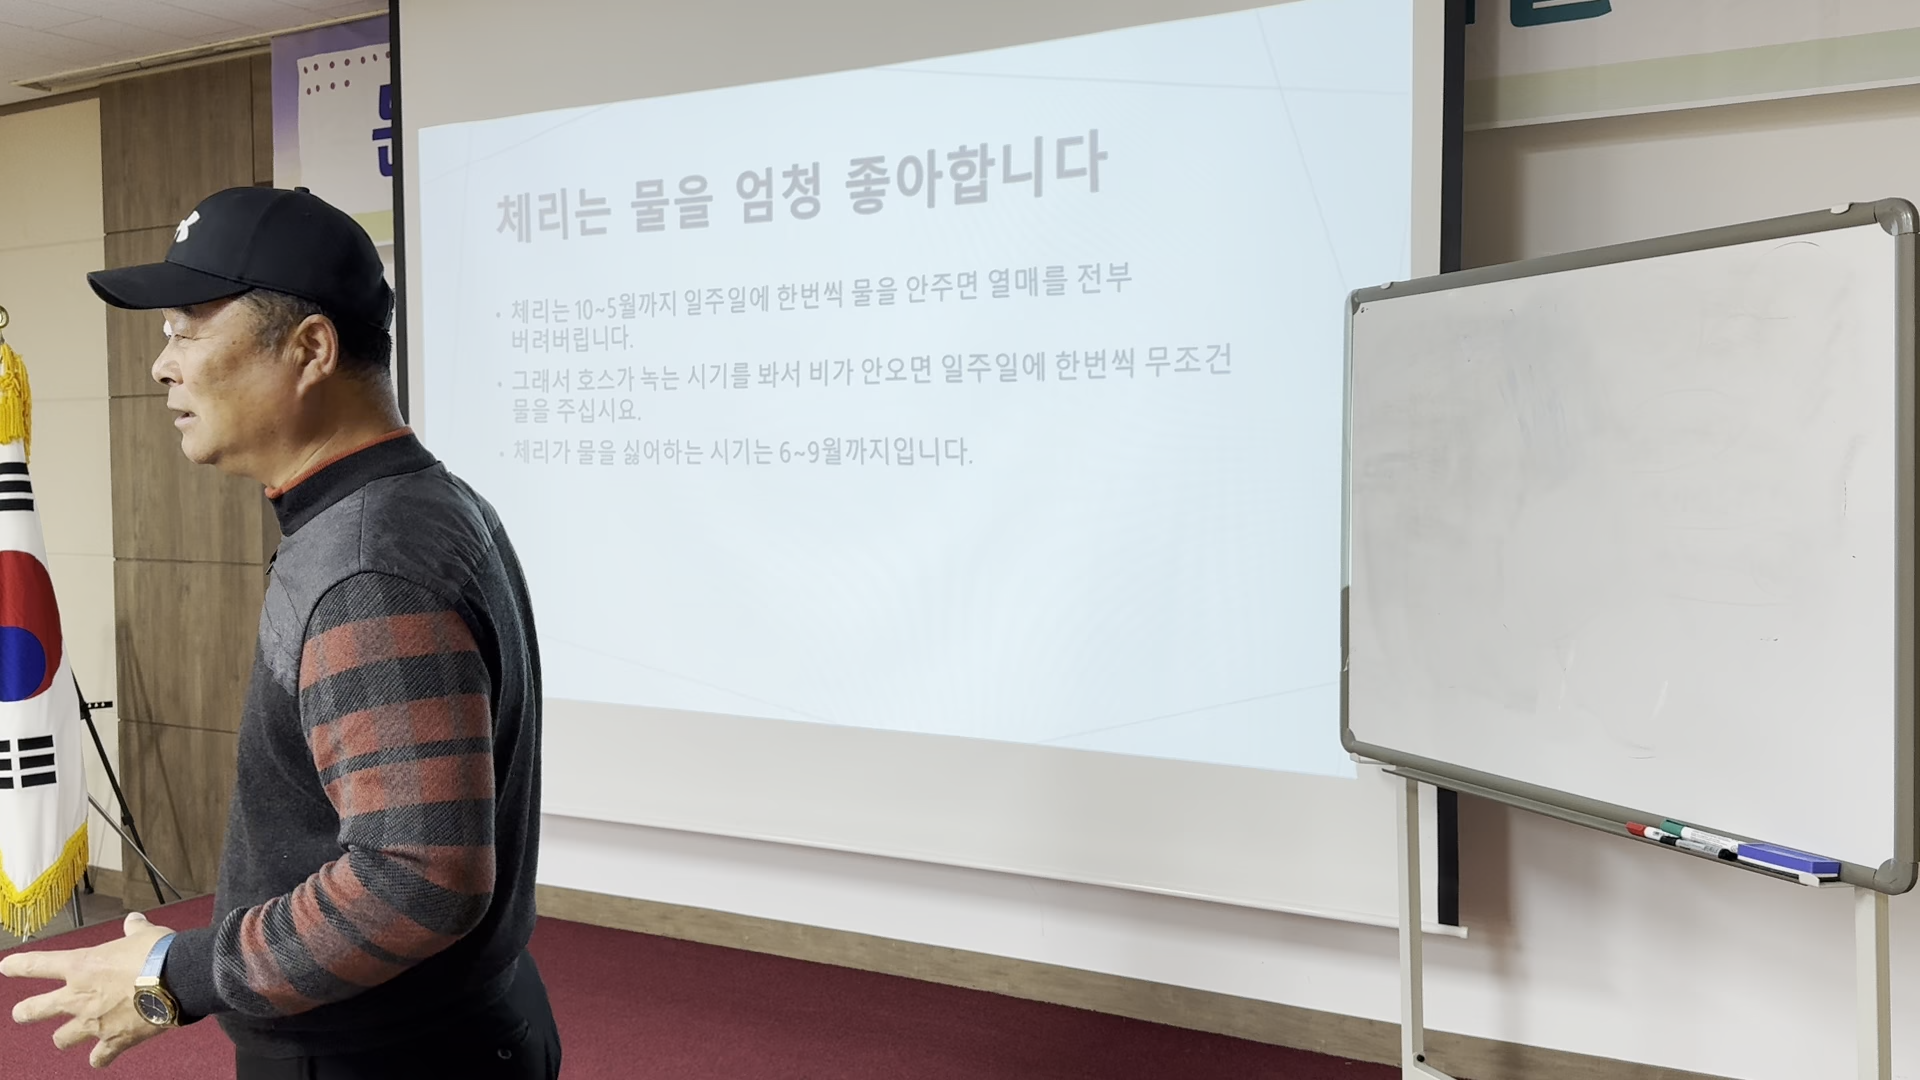 체리는 물을 엄청 좋아합니다
• 체리는 10~5월까지 일주일에 한번씩 물을 안주면 열매를 전부
버려버립니다.
• 그래서 호스가 녹는 시기를 봐서 비가 안오면 일주일에 한번씩 무조건
물을 주십시요.
• 체리가 물을 싫어하는 시기는 6~9월까지입니다.